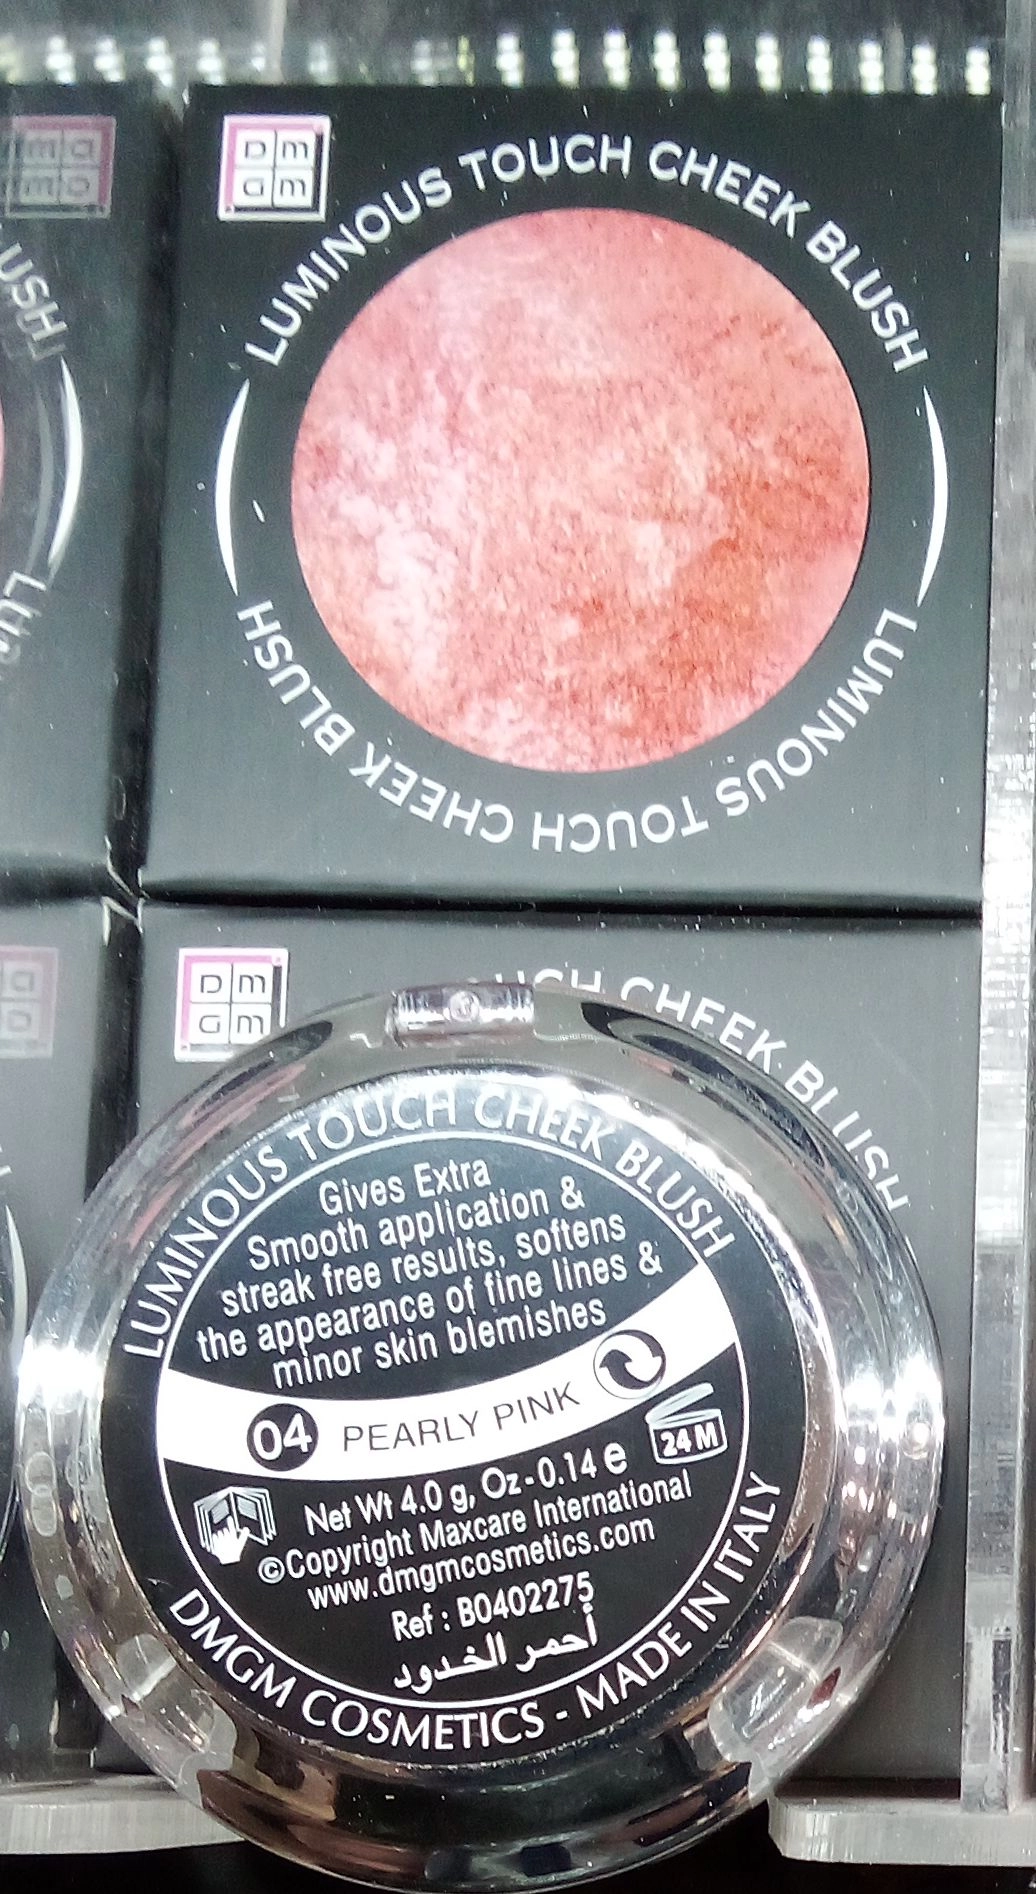 DM
GM
LUMINOUS TOUCH CHEEK BLUSH
LUMINOUS TOUCH CHEEK BLUSH
DM
GM
CHEEK BLUSH
LUMINOUS TOUCH CHEEK BLUSH
Gives Extra
Smooth application &
streak free results, softens
the appearance of fine lines &
minor skin blemishes
04 PEARLY PINK
24 M
Net Wt 4.0 g, Oz-0.14 e
©Copyright Maxcare International
www.dmgmcosmetics.com
Ref : B0402275
أحمر الخدود
DMGM COSMETICS - MADE IN ITALY